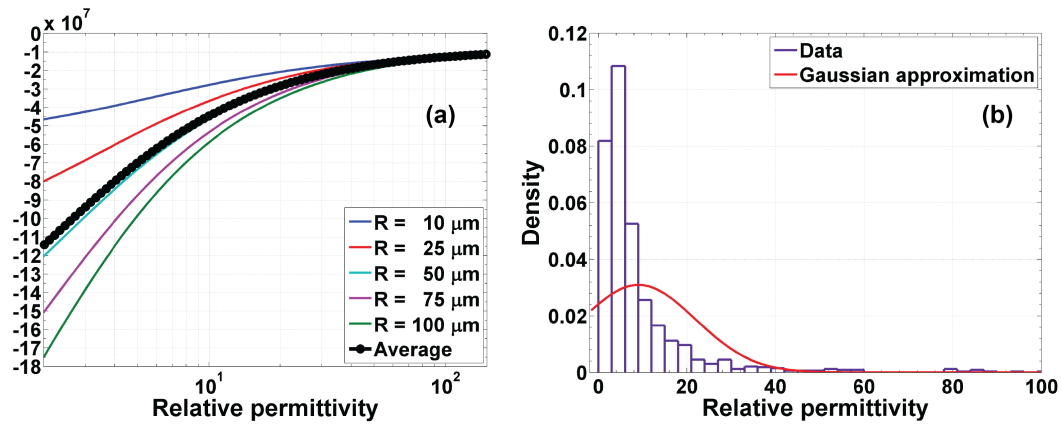 x 10^7
0
-1
-2
-3
-4
-5
-6
-7
-8
-9
-10
-11
-12
-13
-14
-15
-16
-17
-18
(a)
R = 10 μm
R = 25 μm
R = 50 μm
R = 75 μm
R = 100 μm
Average
10^1
10^2
Relative permittivity
0.12
0.1
0.08
0.06
0.04
0.02
0
Density
Data
Gaussian approximation
(b)
0
20
40
60
80
100
Relative permittivity